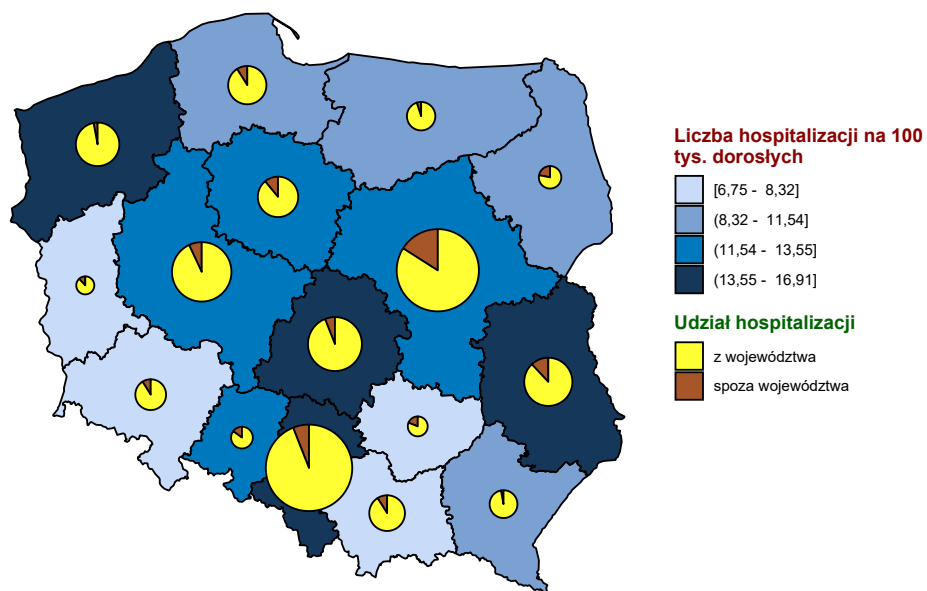 Liczba hospitalizacji na 100
tys. dorosłych
[6,75 - 8,32]
(8,32 - 11,54]
(11,54 - 13,55]
(13,55 - 16,91]
Udział hospitalizacji
z województwa
spoza województwa